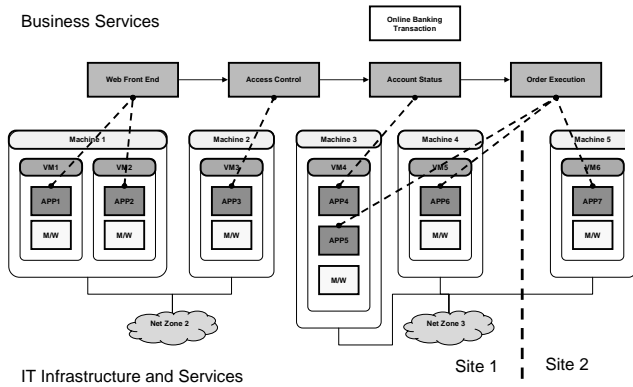 Business Services
Online Banking
Transaction
Web Front End
Access Control
Account Status
Order Execution
Machine 1
Machine 2
Machine 3
Machine 4
Machine 5
VM1
VM2
VM3
VM4
VM5
VM6
APP1
APP2
APP3
APP4
APP6
APP7
M/W
M/W
M/W
APP5
M/W
M/W
M/W
Net Zone 2
Net Zone 3
Site 1
Site 2
IT Infrastructure and Services